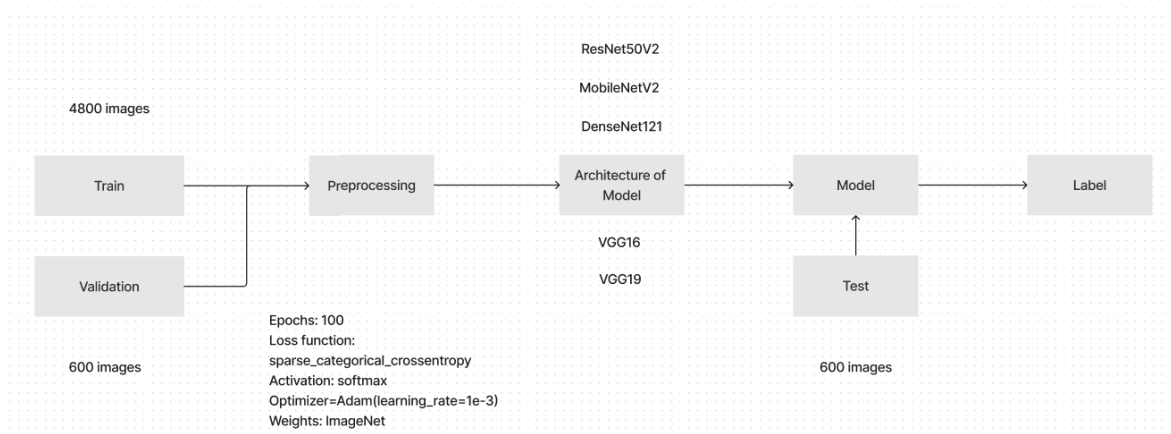 ResNet50V2
MobileNetV2
4800 images
DenseNet121
Train
Preprocessing
Architecture of
Model
Model
Label
VGG16
VGG19
Validation
Test
Epochs: 100
Loss function:
sparse_categorical_crossentropy
Activation: softmax
Optimizer=Adam(learning_rate=1e-3)
Weights: ImageNet
600 images
600 images